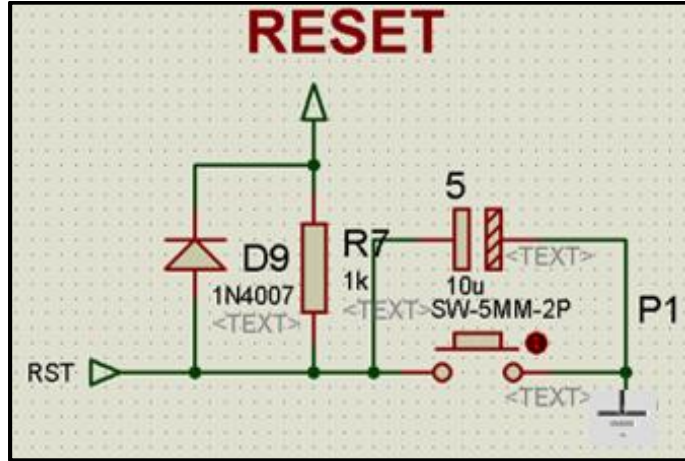 RESET
5
D9
R7
1N4007
1k
10u
<TEXT>
<TEXT>
<TEXT>
SW-5MM-2P
P1
RST
<TEXT>